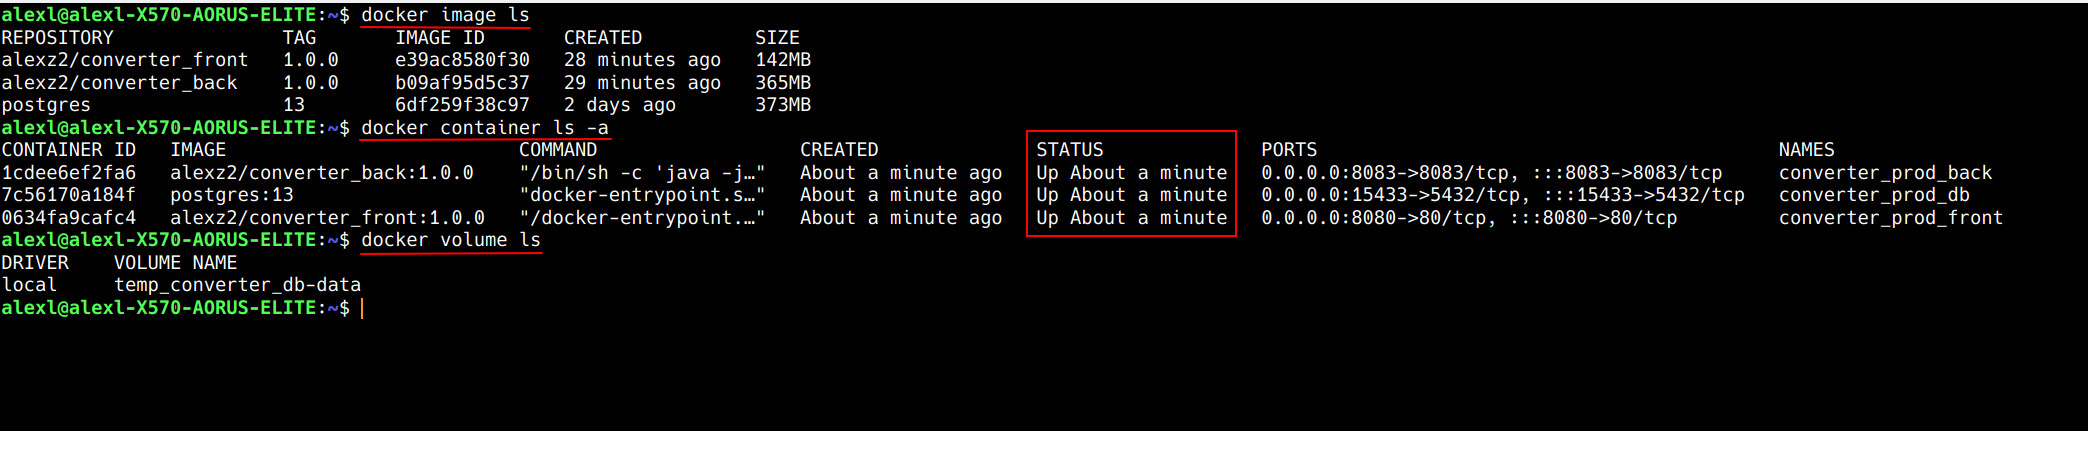 alexl@alexl-X570-AORUS-ELITE:~$ docker image ls
REPOSITORY               TAG       IMAGE ID       CREATED          SIZE
alexz2/converter_front   1.0.0     e39ac8580f30   28 minutes ago   142MB
alexz2/converter_back    1.0.0     b09af95d5c37   29 minutes ago   365MB
postgres                 13        6df259f38c97   2 days ago       373MB
alexl@alexl-X570-AORUS-ELITE:~$ docker container ls -a
CONTAINER ID   IMAGE                          COMMAND                  CREATED              STATUS              PORTS                                         NAMES
1cdee6ef2fa6   alexz2/converter_back:1.0.0    "/bin/sh -c 'java -j…"   About a minute ago   Up About a minute   0.0.0.0:8083->8083/tcp, :::8083->8083/tcp     converter_prod_back
7c56170a184f   postgres:13                    "docker-entrypoint.s…"   About a minute ago   Up About a minute   0.0.0.0:15433->5432/tcp, :::15433->5432/tcp   converter_prod_db
0634fa9cafc4   alexz2/converter_front:1.0.0   "/docker-entrypoint.…"   About a minute ago   Up About a minute   0.0.0.0:8080->80/tcp, :::8080->80/tcp         converter_prod_front
alexl@alexl-X570-AORUS-ELITE:~$ docker volume ls
DRIVER    VOLUME NAME
local     temp_converter_db-data
alexl@alexl-X570-AORUS-ELITE:~$